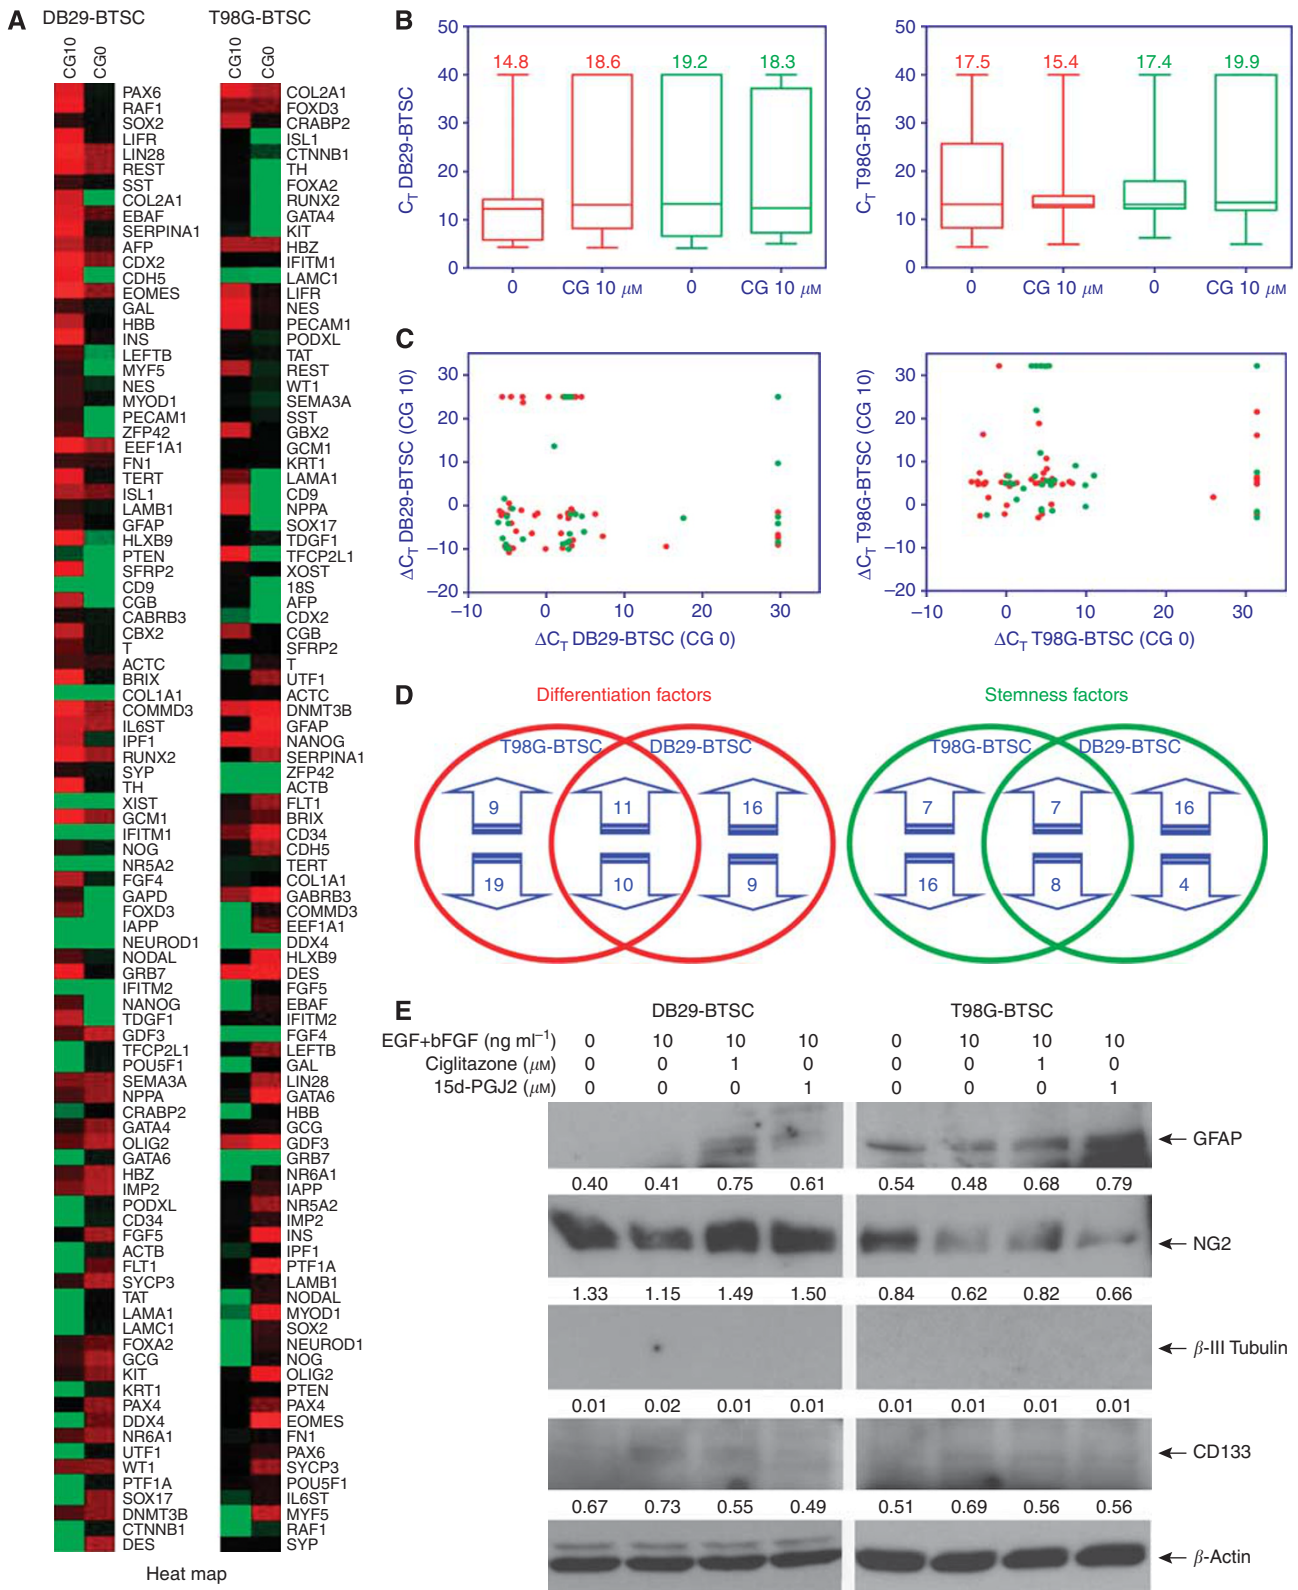 A
DB29-BTSC
T98G-BTSC
CG10
CG0
CG10
CG0
PAX6
RAF1
SOX2
LIFR
LIN28
REST
SST
COL2A1
EBAF
SERPINA1
AFP
CDX2
CDH5
EOMES
GAL
HBB
INS
LEFTB
MYF5
NES
MYOD1
PECAM1
ZFP42
EEF1A1
FN1
TERT
ISL1
LAMB1
GFAP
HLXB9
PTEN
SFRP2
CD9
CGB
CABRB3
CBX2
T
ACTC
BRIX
COL1A1
COMMD3
IL6ST
IPF1
RUNX2
SYP
TH
XIST
GCM1
IFITM1
NOG
NR5A2
FGF4
GAPD
FOXD3
IAPP
NEUROD1
NODAL
GRB7
IFITM2
NANOG
TDGF1
GDF3
TFCP2L1
POU5F1
SEMA3A
NPPA
CRABP2
GATA4
OLIG2
GATA6
HBZ
IMP2
PODXL
CD34
FGF5
ACTB
FLT1
SYCP3
TAT
LAMA1
LAMC1
FOXA2
GCG
KIT
KRT1
PAX4
DDX4
NR6A1
UTF1
WT1
PTF1A
SOX17
DNMT3B
CTNNB1
DES
COL2A1
FOXD3
CRABP2
ISL1
CTNNB1
TH
FOXA2
RUNX2
GATA4
KIT
HBZ
IFITM1
LAMC1
LIFR
NES
PECAM1
PODXL
TAT
REST
WT1
SEMA3A
SST
GBX2
GCM1
KRT1
LAMA1
CD9
NPPA
SOX17
TDGF1
TFCP2L1
XOST
18S
AFP
CDX2
CGB
SFRP2
T
UTF1
ACTC
DNMT3B
GFAP
NANOG
SERPINA1
ZFP42
ACTB
FLT1
BRIX
CD34
CDH5
TERT
COL1A1
GABRB3
COMMD3
EEF1A1
DDX4
HLXB9
DES
FGF5
EBAF
IFITM2
FGF4
LEFTB
GAL
LIN28
GATA6
HBB
GCG
GDF3
GRB7
NR6A1
IAPP
NR5A2
IMP2
INS
IPF1
PTF1A
LAMB1
NODAL
MYOD1
SOX2
NEUROD1
NOG
OLIG2
PTEN
PAX4
EOMES
FN1
PAX6
SYCP3
POU5F1
IL6ST
MYF5
RAF1
SYP
Heat map
B
C_T DB29-BTSC
50
40
30
20
10
0
14.8 18.6 19.2 18.3
0 CG 10 μM 0 CG 10 μM
C_T T98G-BTSC
50
40
30
20
10
0
17.5 15.4 17.4 19.9
0 CG 10 μM 0 CG 10 μM
C
ΔC_T DB29-BTSC (CG 10)
30
20
10
0
−10
−20
−10 0 10 20 30
ΔC_T DB29-BTSC (CG 0)
ΔC_T T98G-BTSC (CG 10)
30
20
10
0
−10
−20
−10 0 10 20 30
ΔC_T T98G-BTSC (CG 0)
D
Differentiation factors
T98G-BTSC DB29-BTSC
9 11 16
19 10 9
Stemness factors
T98G-BTSC DB29-BTSC
7 7 16
16 8 4
E
DB29-BTSC T98G-BTSC
EGF+bFGF (ng ml⁻¹) 0 10 10 10 0 10 10 10
Ciglitazone (μM) 0 0 1 0 0 0 1 0
15d-PGJ2 (μM) 0 0 0 1 0 0 0 1
← GFAP
0.40 0.41 0.75 0.61 0.54 0.48 0.68 0.79
← NG2
1.33 1.15 1.49 1.50 0.84 0.62 0.82 0.66
← β-III Tubulin
0.01 0.02 0.01 0.01 0.01 0.01 0.01 0.01
← CD133
0.67 0.73 0.55 0.49 0.51 0.69 0.56 0.56
← β-Actin